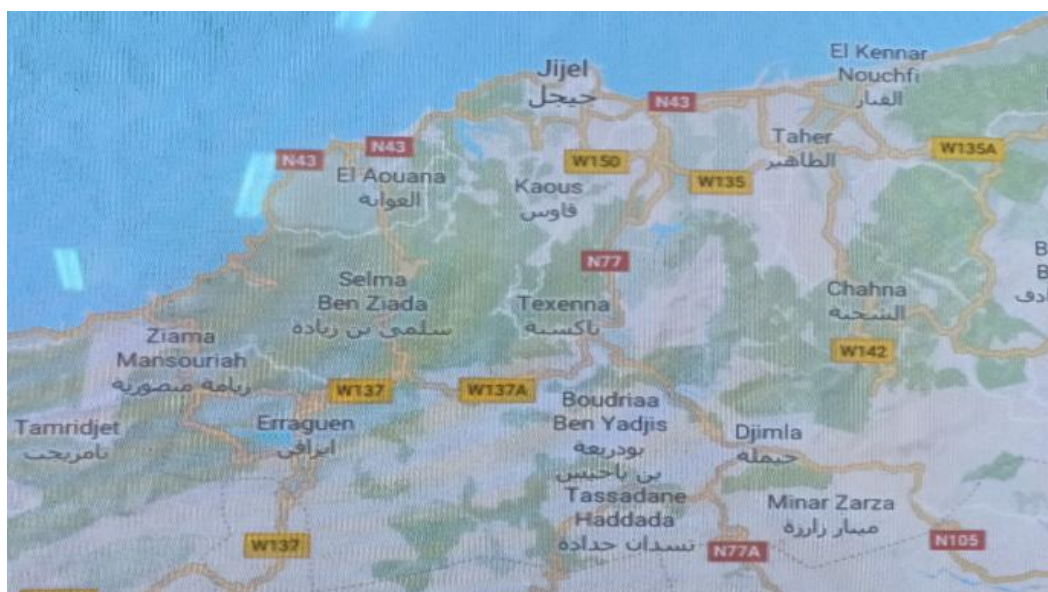 Jijel
جيجل
El Kennar
Nouchfi
القنار
N43
N43
N43
Taher
الطاهير
W135A
W150
W135
El Aouana
العوانة
Kaous
قاوس
N77
Selma
Ben Ziada
سلمى بن زيادة
Texenna
تاكسنة
Chahna
الشحنة
Ziama
Mansouriah
زيامة منصورية
W142
W137
W137A
Boudriaa
Ben Yadjis
بودريعة
بن ياجيس
Tamridjet
تامريجت
Erraguen
ايراقن
Djimla
جيملة
Tassadane
Haddada
تسدان حدادة
Minar Zarza
مينار زارزة
W137
N77A
N105